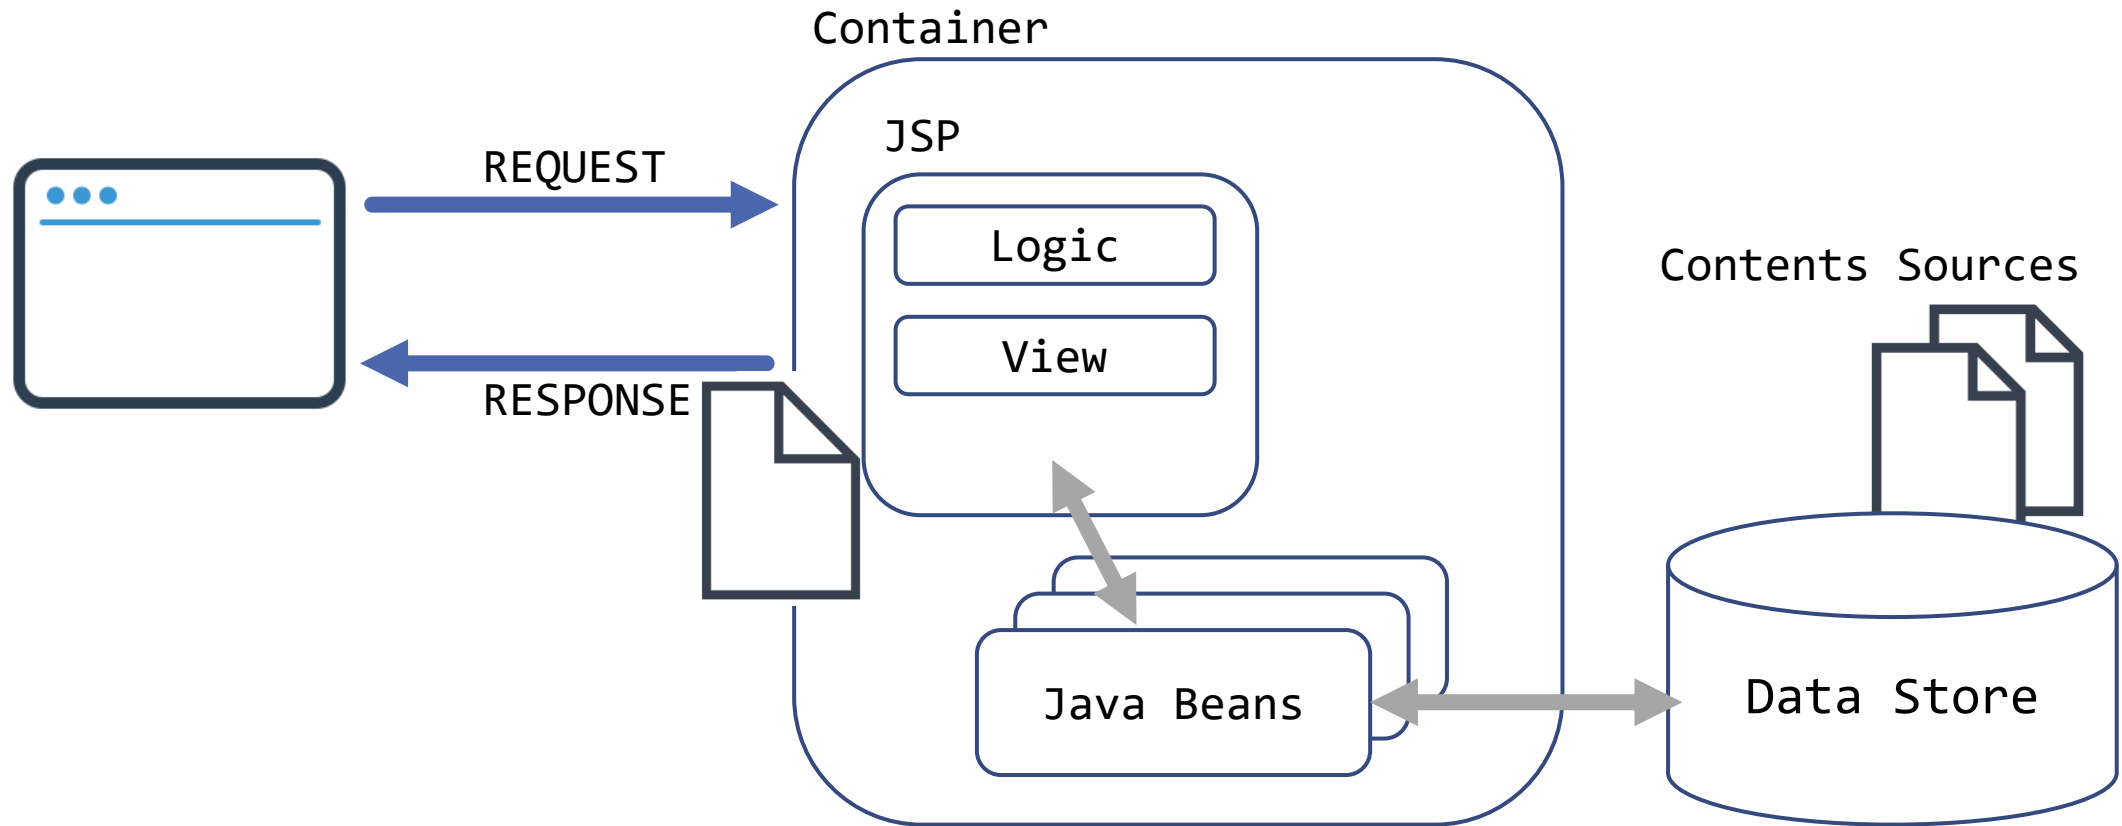 Container
JSP
REQUEST
Logic
Contents Sources
View
RESPONSE
Java Beans
Data Store